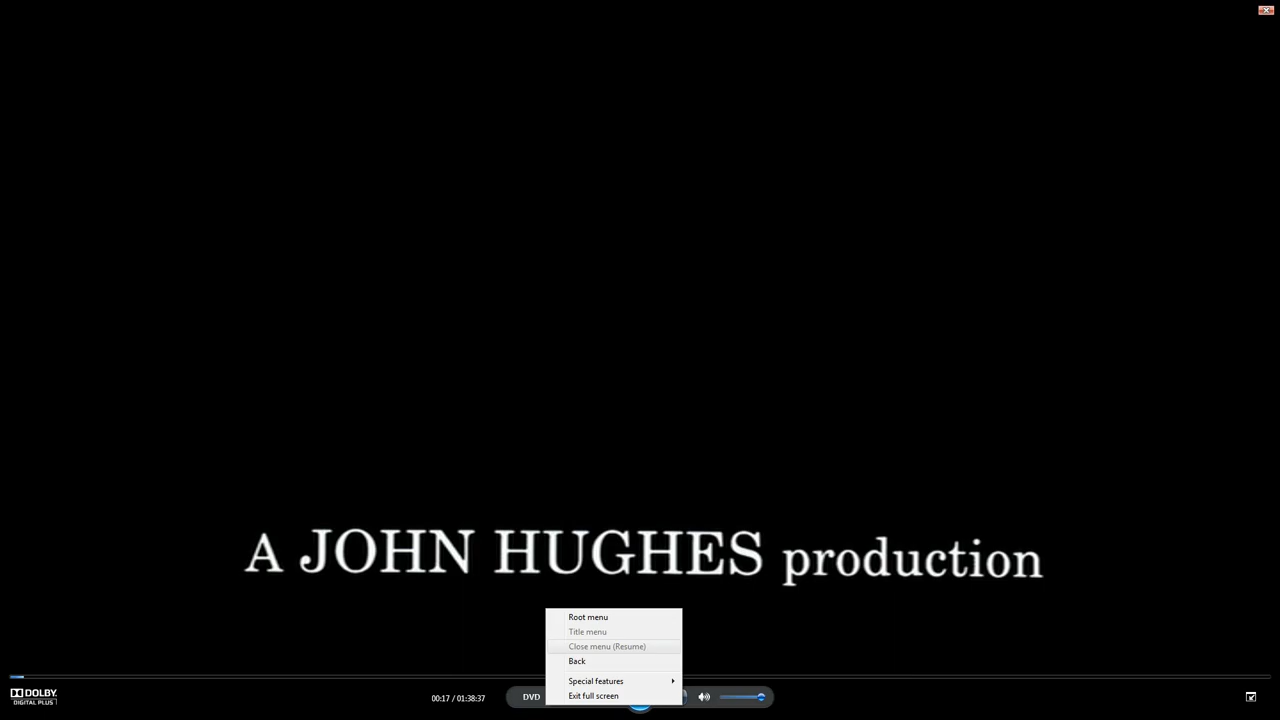 A JOHN HUGHES production
Root menu
Title menu
Close menu (Resume)
Back
Special features
Exit full screen
DOLBY
DIGITAL PLUS
00:17 / 01:38:37
DVD